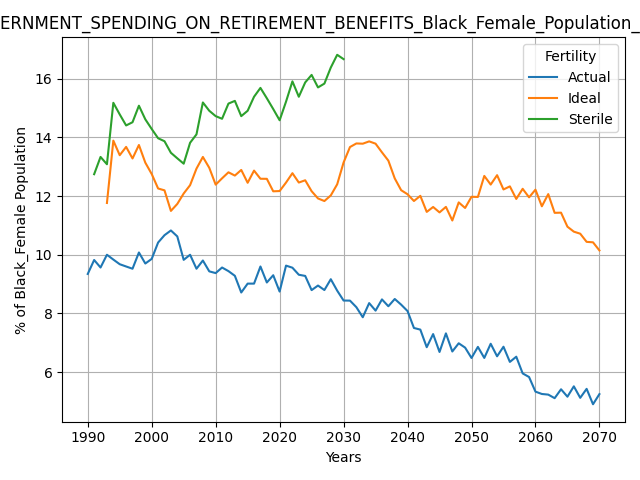 ERNMENT_SPENDING_ON_RETIREMENT_BENEFITS_Black_Female_Population_
Fertility
Actual
Ideal
Sterile
% of Black_Female Population
16
14
12
10
8
6
1990 2000 2010 2020 2030 2040 2050 2060 2070
Years